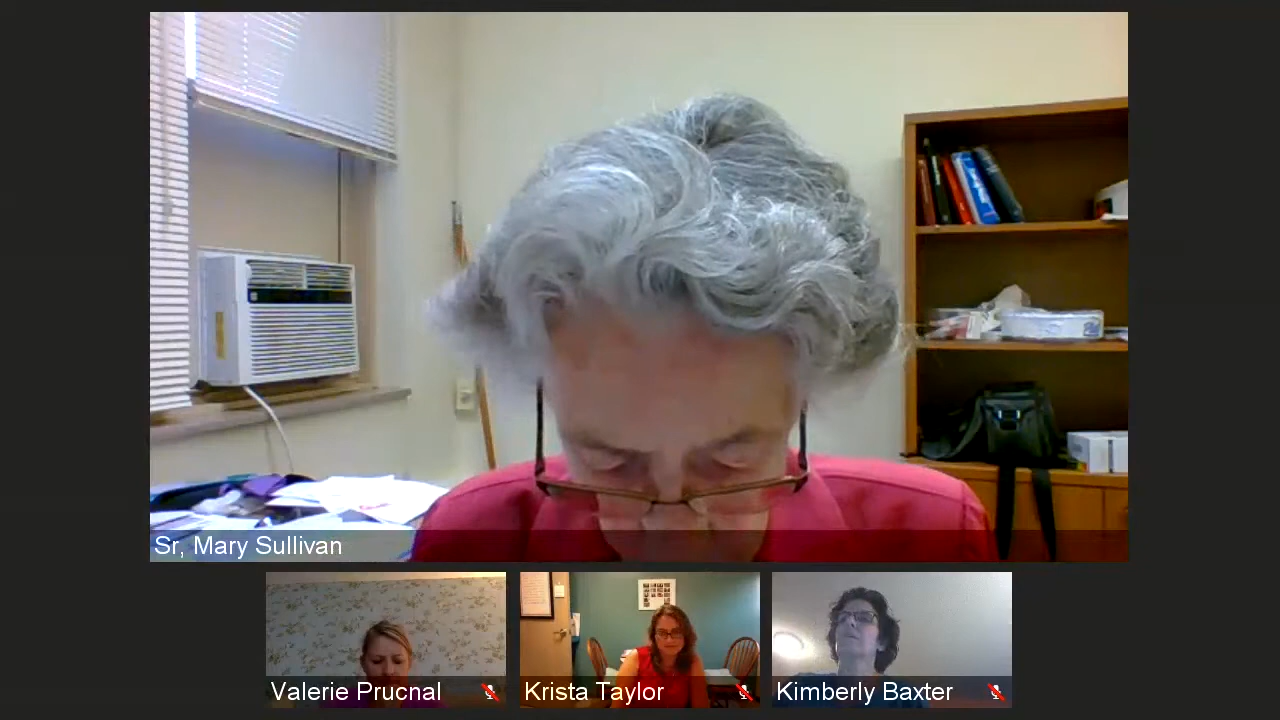 Sr, Mary Sullivan
Valerie Prucnal
Krista Taylor
Kimberly Baxter